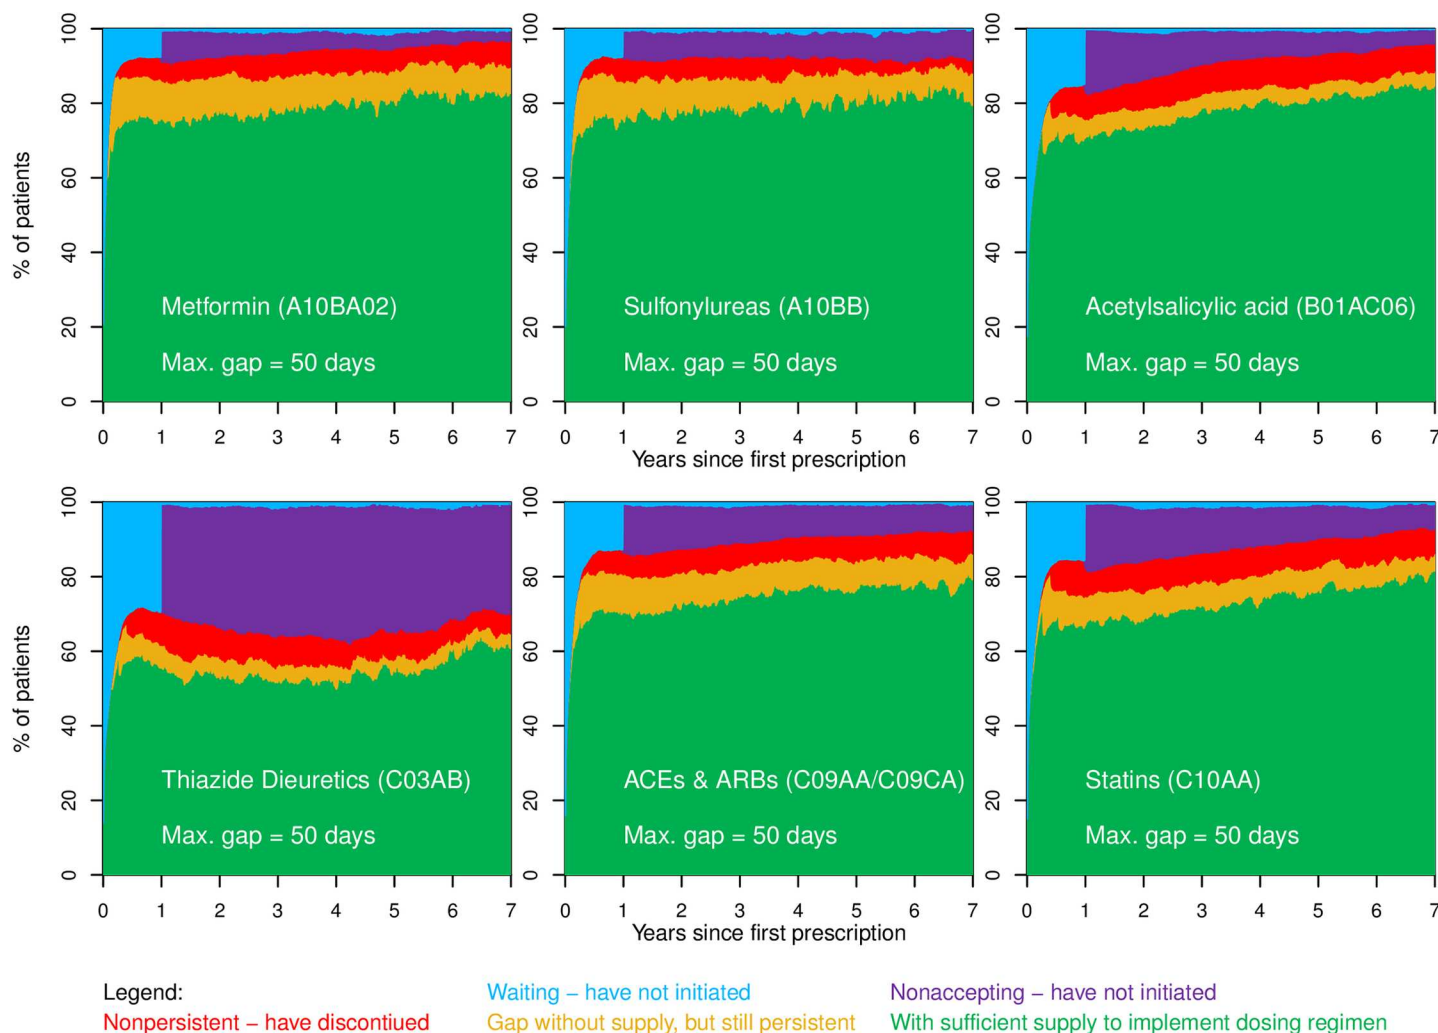 % of patients
0 20 40 60 80 100
Metformin (A10BA02)
Max. gap = 50 days
0 1 2 3 4 5 6 7
0 20 40 60 80 100
Sulfonylureas (A10BB)
Max. gap = 50 days
0 1 2 3 4 5 6 7
0 20 40 60 80 100
Acetylsalicylic acid (B01AC06)
Max. gap = 50 days
0 1 2 3 4 5 6 7
Years since first prescription
% of patients
0 20 40 60 80 100
Thiazide Dieuretics (C03AB)
Max. gap = 50 days
0 1 2 3 4 5 6 7
0 20 40 60 80 100
ACEs & ARBs (C09AA/C09CA)
Max. gap = 50 days
0 1 2 3 4 5 6 7
0 20 40 60 80 100
Statins (C10AA)
Max. gap = 50 days
0 1 2 3 4 5 6 7
Years since first prescription
Legend:
Waiting – have not initiated
Nonaccepting – have not initiated
Nonpersistent – have discontiued
Gap without supply, but still persistent
With sufficient supply to implement dosing regimen